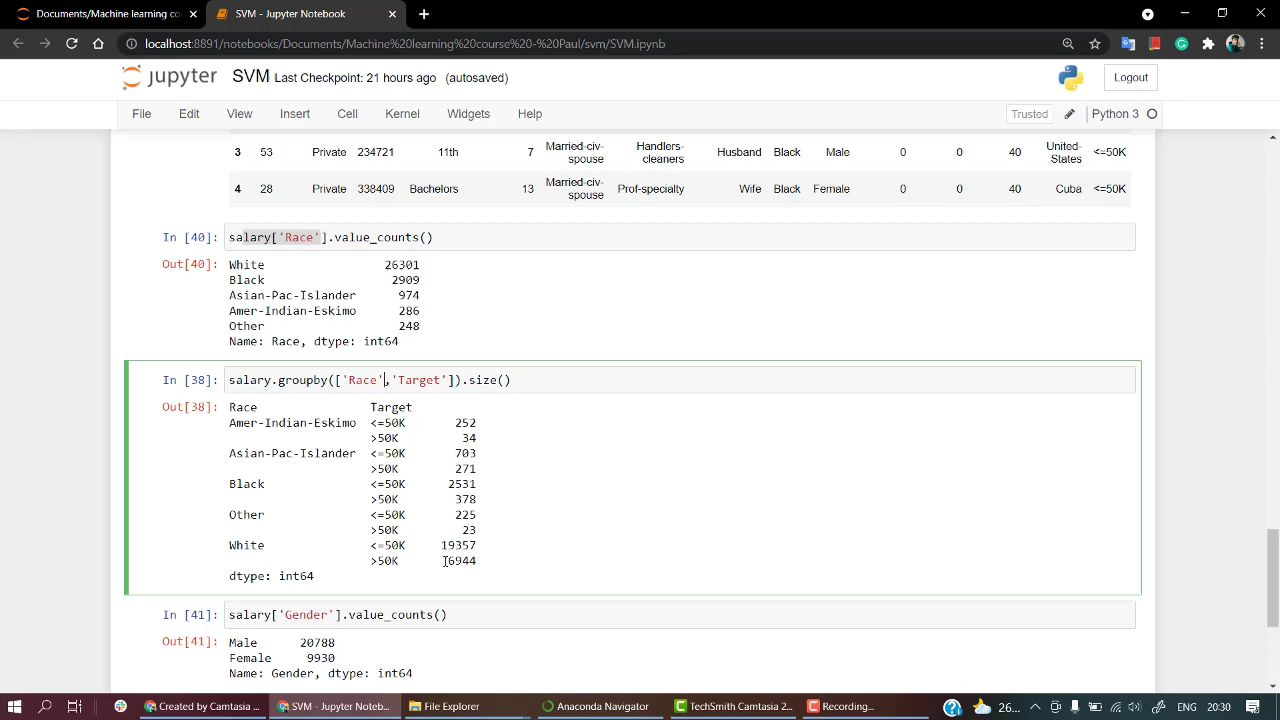 Documents/Machine learning co
SVM - Jupyter Notebook
localhost:8891/notebooks/Documents/Machine%20learning%20course%20-%20Paul/svm/SVM.ipynb
jupyter SVM Last Checkpoint: 21 hours ago (autosaved) Logout
File Edit View Insert Cell Kernel Widgets Help Trusted Python 3
3 53 Private 234721 11th 7 Married-civ-spouse Handlers-cleaners Husband Black Male 0 0 40 United-States <=50K
4 28 Private 338409 Bachelors 13 Married-civ-spouse Prof-specialty Wife Black Female 0 0 40 Cuba <=50K
In [40]: salary['Race'].value_counts()
Out[40]: White 26301
Black 2909
Asian-Pac-Islander 974
Amer-Indian-Eskimo 286
Other 248
Name: Race, dtype: int64
In [38]: salary.groupby(['Race','Target']).size()
Out[38]: Race Target
Amer-Indian-Eskimo <=50K 252
>50K 34
Asian-Pac-Islander <=50K 703
>50K 271
Black <=50K 2531
>50K 378
Other <=50K 225
>50K 23
White <=50K 19357
>50K 6944
dtype: int64
In [41]: salary['Gender'].value_counts()
Out[41]: Male 20788
Female 9930
Name: Gender, dtype: int64
Created by Camtasia ... SVM - Jupyter Noteb... File Explorer Anaconda Navigator TechSmith Camtasia 2... Recording... 26... ENG 20:30